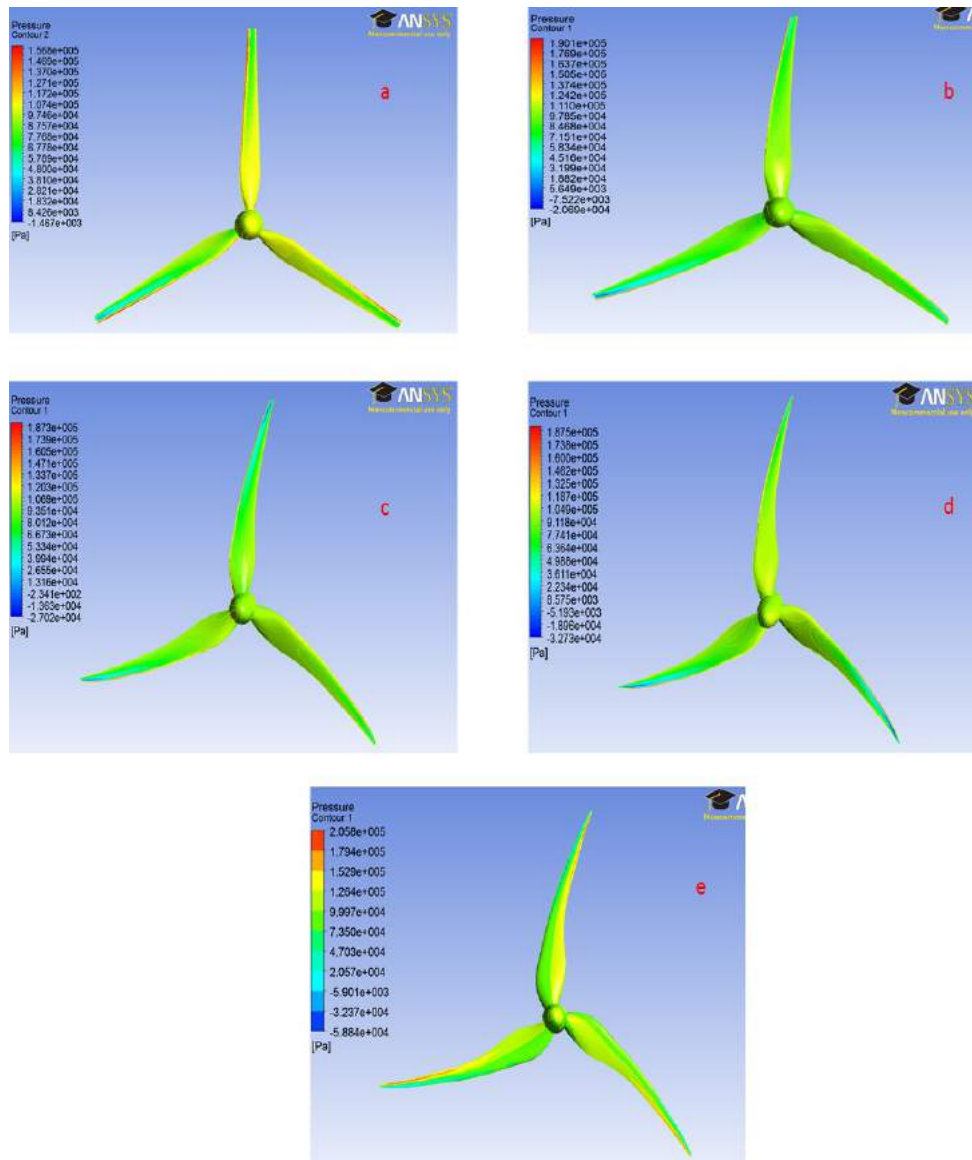 Pressure
Contour 2
ANSYS
Noncommercial use only
1.568e+005
1.469e+005
1.370e+005
1.271e+005
1.172e+005
1.074e+005
9.746e+004
8.757e+004
7.768e+004
6.778e+004
5.789e+004
4.800e+004
3.810e+004
2.821e+004
1.832e+004
8.426e+003
-1.467e+003
[Pa]
a
Pressure
Contour 1
AN
Noncommercial use only
1.901e+005
1.769e+005
1.637e+005
1.505e+005
1.374e+005
1.242e+005
1.110e+005
9.785e+004
8.468e+004
7.151e+004
5.834e+004
4.516e+004
3.199e+004
1.882e+004
5.649e+003
-7.522e+003
-2.069e+004
[Pa]
b
Pressure
Contour 1
ANSYS
Noncommercial use only
1.873e+005
1.739e+005
1.605e+005
1.471e+005
1.337e+005
1.203e+005
1.069e+005
9.351e+004
8.012e+004
6.673e+004
5.334e+004
3.994e+004
2.655e+004
1.316e+004
-2.341e+002
-1.363e+004
-2.702e+004
[Pa]
c
Pressure
Contour 1
ANSYS
Noncommercial use only
1.875e+005
1.738e+005
1.600e+005
1.462e+005
1.325e+005
1.187e+005
1.049e+005
9.118e+004
7.741e+004
6.364e+004
4.988e+004
3.611e+004
2.234e+004
8.575e+003
-5.193e+003
-1.896e+004
-3.273e+004
[Pa]
d
Pressure
Contour 1
2.058e+005
1.794e+005
1.529e+005
1.264e+005
9.997e+004
7.350e+004
4.703e+004
2.057e+004
-5.901e+003
-3.237e+004
-5.884e+004
[Pa]
e